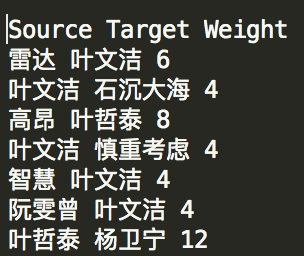 Source Target Weight
雷达 叶文洁 6
叶文洁 石沉大海 4
高昂 叶哲泰 8
叶文洁 慎重考虑 4
智慧 叶文洁 4
阮雯曾 叶文洁 4
叶哲泰 杨卫宁 12